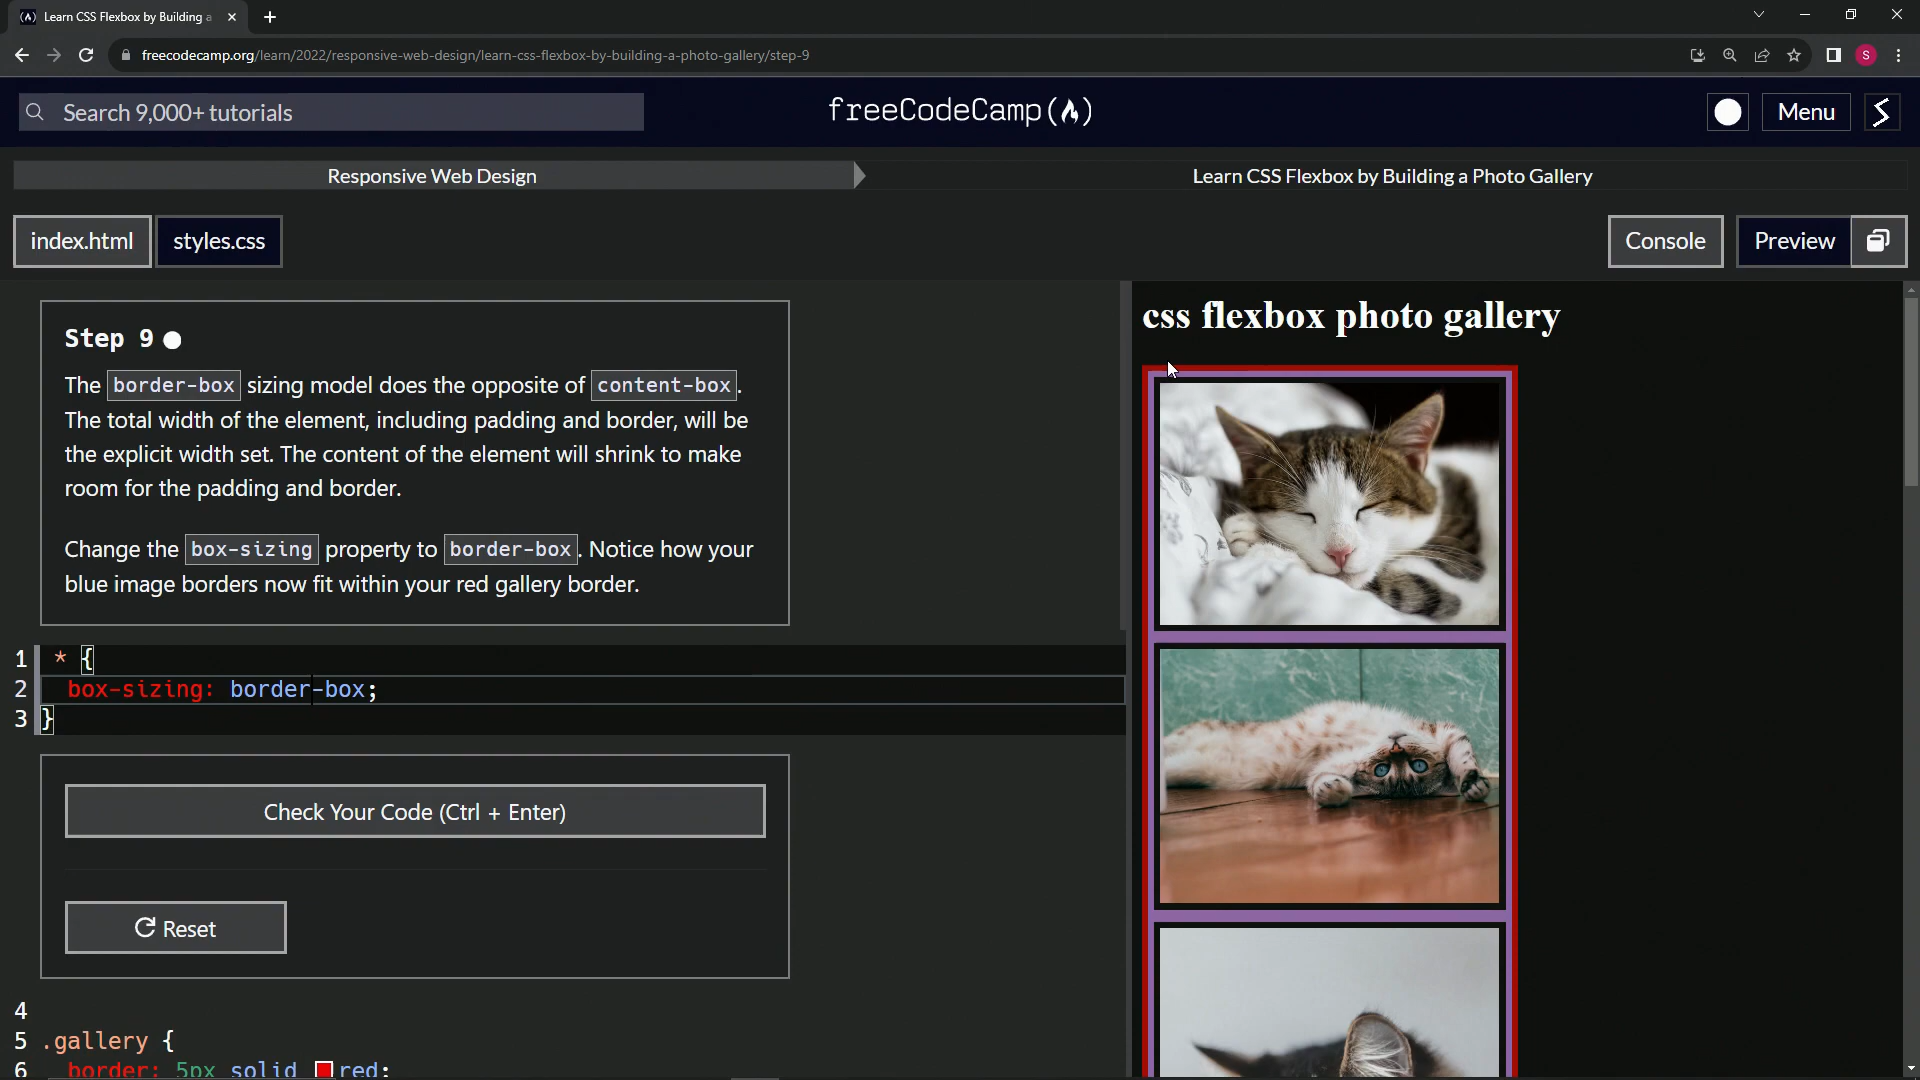 Learn CSS Flexbox by Building a
freecodecamp.org/learn/2022/responsive-web-design/learn-css-flexbox-by-building-a-photo-gallery/step-9
S
Search 9,000+ tutorials
freeCodeCamp
Menu
Responsive Web Design
Learn CSS Flexbox by Building a Photo Gallery
index.html
styles.css
Console
Preview
Step 9
The border-box sizing model does the opposite of content-box.
The total width of the element, including padding and border, will be
the explicit width set. The content of the element will shrink to make
room for the padding and border.
Change the box-sizing property to border-box. Notice how your
blue image borders now fit within your red gallery border.
1 * {
2 box-sizing: border-box;
3 }
Check Your Code (Ctrl + Enter)
Reset
4
5 .gallery {
6 border: 5px solid red;
css flexbox photo gallery